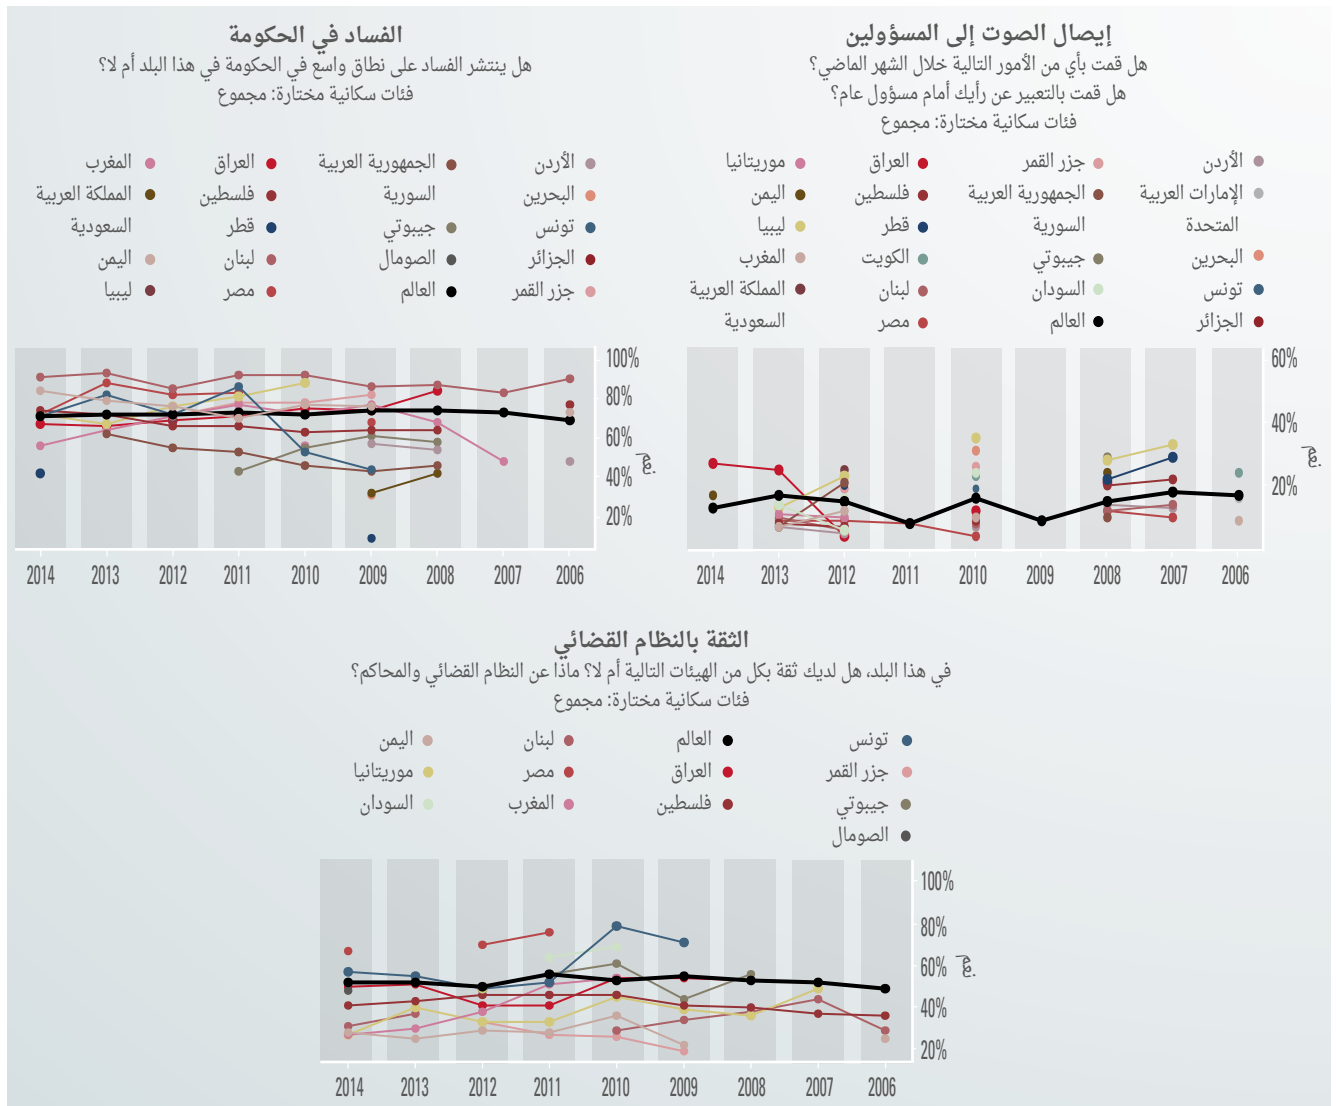 إيصال الصوت إلى المسؤولين
هل قمت بأي من الأمور التالية خلال الشهر الماضي؟
هل قمت بالتعبير عن رأيك أمام مسؤول عام؟
فئات سكانية مختارة: مجموع
الأردن
الإمارات العربية
المتحدة
البحرين
تونس
الجزائر
جزر القمر
الجمهورية العربية
السورية
جيبوتي
السودان
العالم
العراق
فلسطين
قطر
الكويت
لبنان
مصر
موريتانيا
اليمن
ليبيا
المغرب
المملكة العربية
السعودية
60%
40%
20%
نعم
2014 2013 2012 2011 2010 2009 2008 2007 2006
الفساد في الحكومة
هل ينتشر الفساد على نطاق واسع في الحكومة في هذا البلد أم لا؟
فئات سكانية مختارة: مجموع
الأردن
البحرين
تونس
الجزائر
جزر القمر
الجمهورية العربية
السورية
جيبوتي
الصومال
العالم
العراق
فلسطين
قطر
لبنان
مصر
المغرب
المملكة العربية
السعودية
اليمن
ليبيا
100%
80%
60%
40%
20%
نعم
2014 2013 2012 2011 2010 2009 2008 2007 2006
الثقة بالنظام القضائي
في هذا البلد، هل لديك ثقة بكل من الهيئات التالية أم لا؟ ماذا عن النظام القضائي والمحاكم؟
فئات سكانية مختارة: مجموع
تونس
جزر القمر
جيبوتي
الصومال
العالم
العراق
فلسطين
لبنان
مصر
المغرب
اليمن
موريتانيا
السودان
100%
80%
60%
40%
20%
نعم
2014 2013 2012 2011 2010 2009 2008 2007 2006